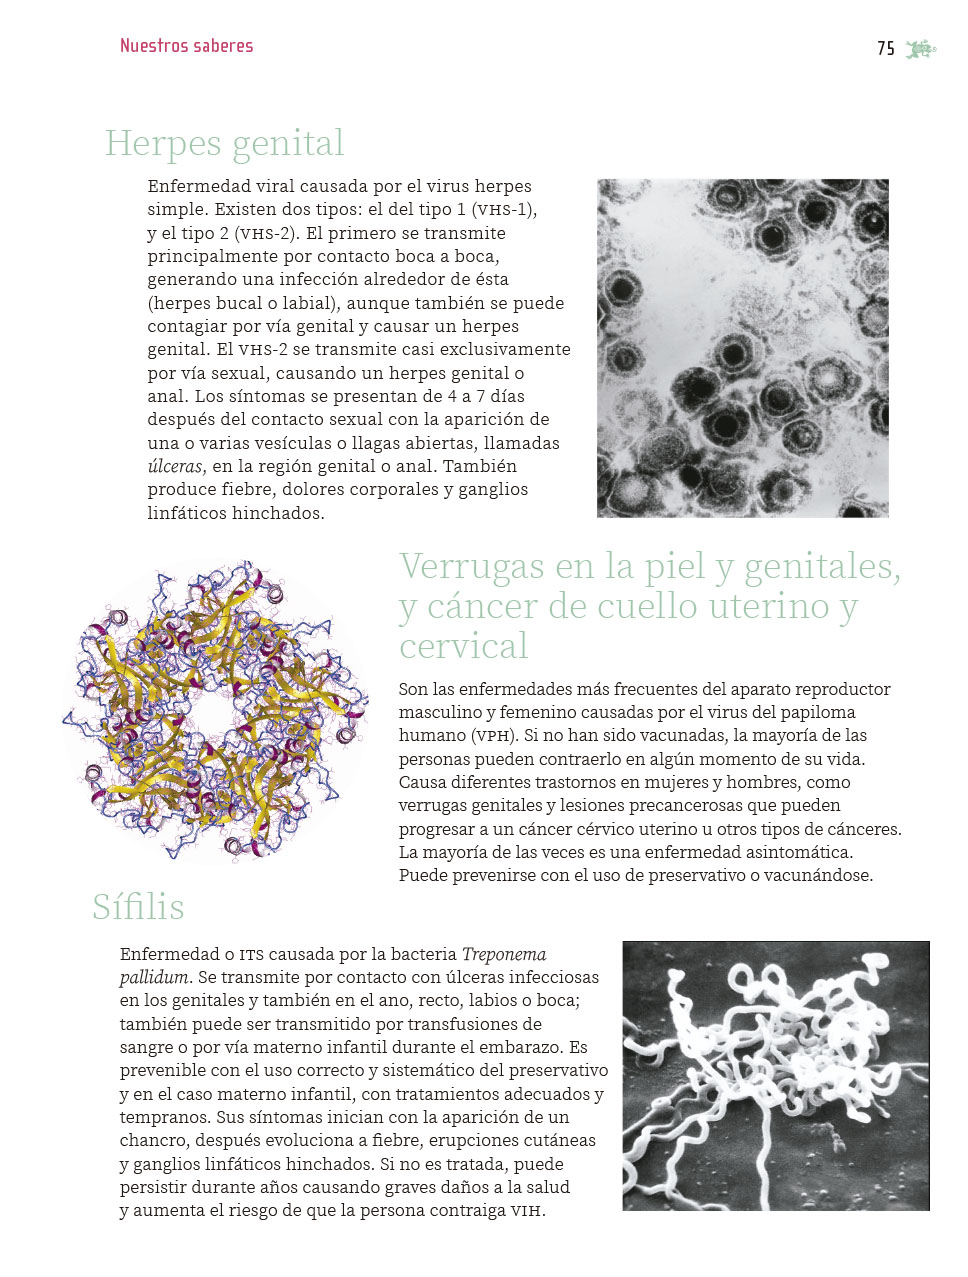 Nuestros saberes
75
Herpes genital
Enfermedad viral causada por el virus herpes
simple. Existen dos tipos: el del tipo 1 (VHS-1),
y el tipo 2 (VHS-2). El primero se transmite
principalmente por contacto boca a boca,
generando una infección alrededor de ésta
(herpes bucal o labial), aunque también se puede
contagiar por vía genital y causar un herpes
genital. El VHS-2 se transmite casi exclusivamente
por vía sexual, causando un herpes genital o
anal. Los síntomas se presentan de 4 a 7 días
después del contacto sexual con la aparición de
una o varias vesículas o llagas abiertas, llamadas
úlceras, en la región genital o anal. También
produce fiebre, dolores corporales y ganglios
linfáticos hinchados.
Verrugas en la piel y genitales,
y cáncer de cuello uterino y
cervical
Son las enfermedades más frecuentes del aparato reproductor
masculino y femenino causadas por el virus del papiloma
humano (VPH). Si no han sido vacunadas, la mayoría de las
personas pueden contraerlo en algún momento de su vida.
Causa diferentes trastornos en mujeres y hombres, como
verrugas genitales y lesiones precancerosas que pueden
progresar a un cáncer cérvico uterino u otros tipos de cánceres.
La mayoría de las veces es una enfermedad asintomática.
Puede prevenirse con el uso de preservativo o vacunándose.
Sífilis
Enfermedad o ITS causada por la bacteria Treponema
pallidum. Se transmite por contacto con úlceras infecciosas
en los genitales y también en el ano, recto, labios o boca;
también puede ser transmitido por transfusiones de
sangre o por vía materno infantil durante el embarazo. Es
prevenible con el uso correcto y sistemático del preservativo
y en el caso materno infantil, con tratamientos adecuados y
tempranos. Sus síntomas inician con la aparición de un
chancro, después evoluciona a fiebre, erupciones cutáneas
y ganglios linfáticos hinchados. Si no es tratada, puede
persistir durante años causando graves daños a la salud
y aumenta el riesgo de que la persona contraiga VIH.